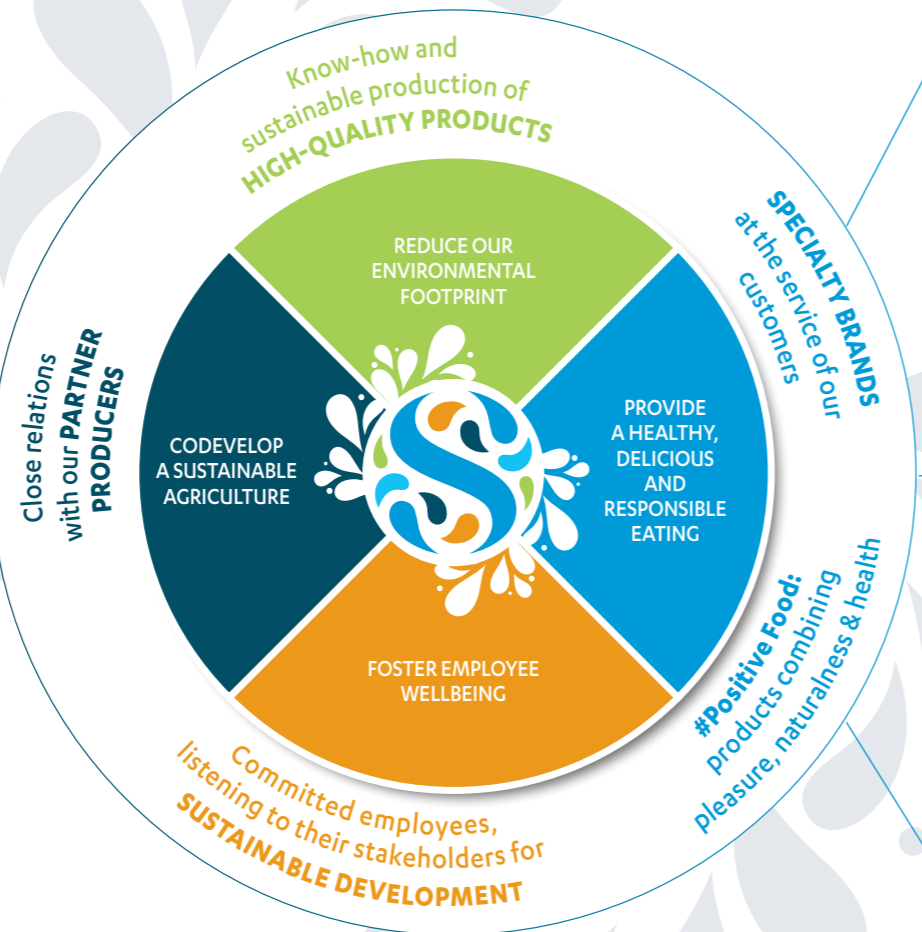 Know-how and
sustainable production of
HIGH-QUALITY PRODUCTS
SPECIALTY BRANDS
at the service of our
customers
REDUCE OUR
ENVIRONMENTAL
FOOTPRINT
Close relations
with our PARTNER
PRODUCERS
CODEVELOP
A SUSTAINABLE
AGRICULTURE
PROVIDE
A HEALTHY,
DELICIOUS
AND
RESPONSIBLE
EATING
FOSTER EMPLOYEE
WELLBEING
#Positive Food:
products combining
pleasure, naturalness & health
Committed employees,
listening to their stakeholders for
SUSTAINABLE DEVELOPMENT